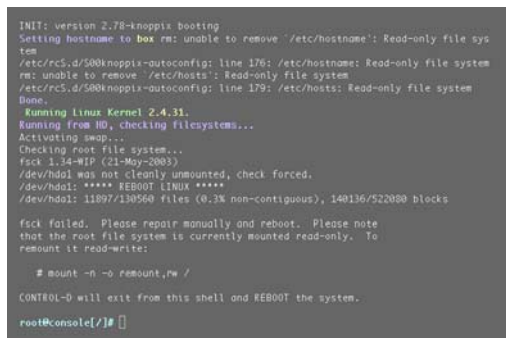 INIT: version 2.78-knoppix booting
Setting hostname to box rm: unable to remove `/etc/hostname': Read-only file sys
tem
/etc/rcS.d/S00knoppix-autoconfig: line 176: /etc/hostname: Read-only file system
rm: unable to remove `/etc/hosts': Read-only file system
/etc/rcS.d/S00knoppix-autoconfig: line 179: /etc/hosts: Read-only file system
Done.
Running Linux Kernel 2.4.31.
Running from HD, checking filesystems...
Activating swap...
Checking root file system...
fsck 1.34-WIP (21-May-2003)
/dev/hda1 was not cleanly unmounted, check forced.
/dev/hda1: ***** REBOOT LINUX *****
/dev/hda1: 11897/130560 files (0.3% non-contiguous), 140136/522080 blocks
fsck failed.  Please repair manually and reboot.  Please note
that the root file system is currently mounted read-only.  To
remount it read-write:
# mount -n -o remount,rw /
CONTROL-D will exit from this shell and REBOOT the system.
root@console[/]#